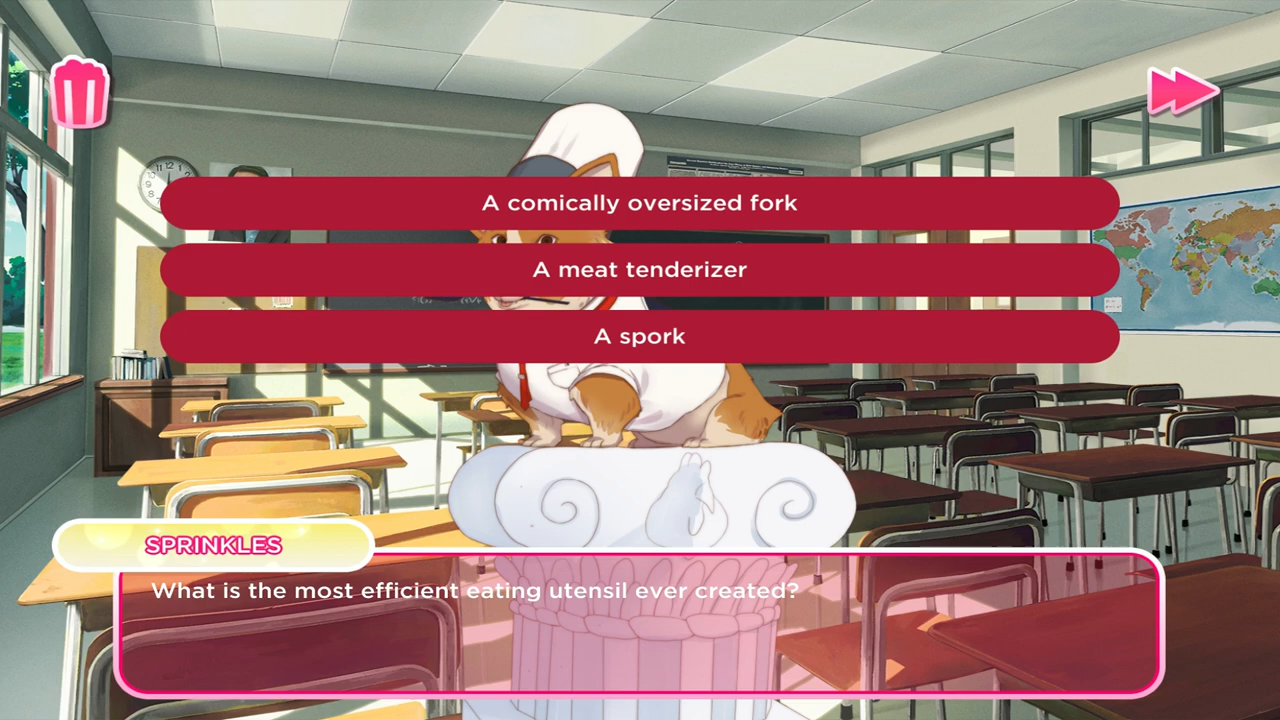 A comically oversized fork
A meat tenderizer
A spork
SPRINKLES
What is the most efficient eating utensil ever created?